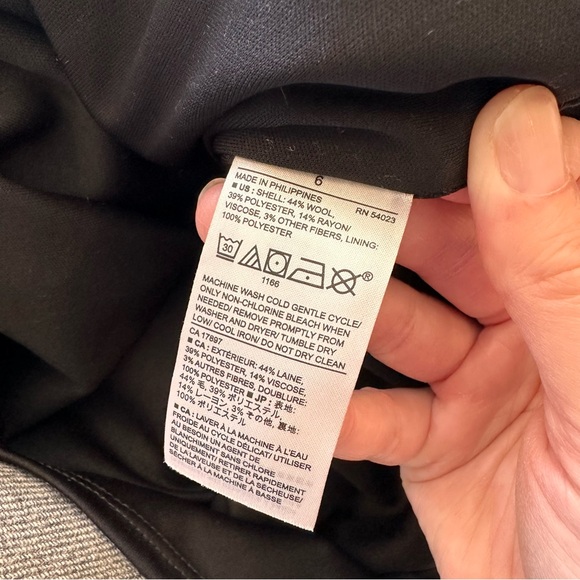 6
MADE IN PHILIPPINES RN 54023
■ US : SHELL: 44% WOOL,
39% POLYESTER, 14% RAYON/
VISCOSE, 3% OTHER FIBERS, LINING:
100% POLYESTER
30
®
1166
MACHINE WASH COLD GENTLE CYCLE/
ONLY NON-CHLORINE BLEACH WHEN
NEEDED/ REMOVE PROMPTLY FROM
WASHER AND DRYER/ TUMBLE DRY
LOW/ COOL IRON/ DO NOT DRY CLEAN
CA 17897
■ CA : EXTÉRIEUR: 44% LAINE,
39% POLYESTER, 14% VISCOSE,
3% AUTRES FIBRES, DOUBLURE:
100% POLYESTER ■ JP : 表地:
44% 毛, 39% ポリエステル,
14% レーヨン, 3% その他, 裏地:
100% ポリエステル
■ CA : LAVER À LA MACHINE À L'EAU
FROIDE AU CYCLE DÉLICAT/ UTILISER
AU BESOIN UN AGENT DE
BLANCHIMENT SANS CHLORE
UNIQUEMENT/ RETIRER RAPIDEMENT
DE LA LAVEUSE ET DE LA SÉCHEUSE/
SÉCHER À LA MACHINE À BASSE